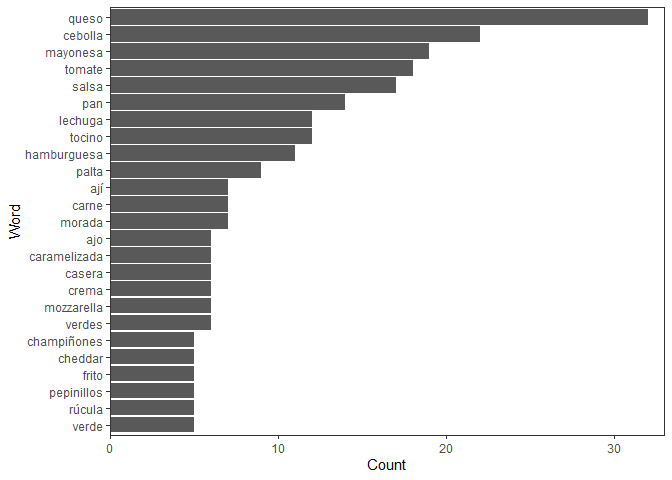 queso
cebolla
mayonesa
tomate
salsa
pan
lechuga
tocino
hamburguesa
palta
ají
carne
morada
ajo
caramelizada
casera
crema
mozzarella
verdes
champiñones
cheddar
frito
pepinillos
rúcula
verde
Word
0 10 20 30
Count